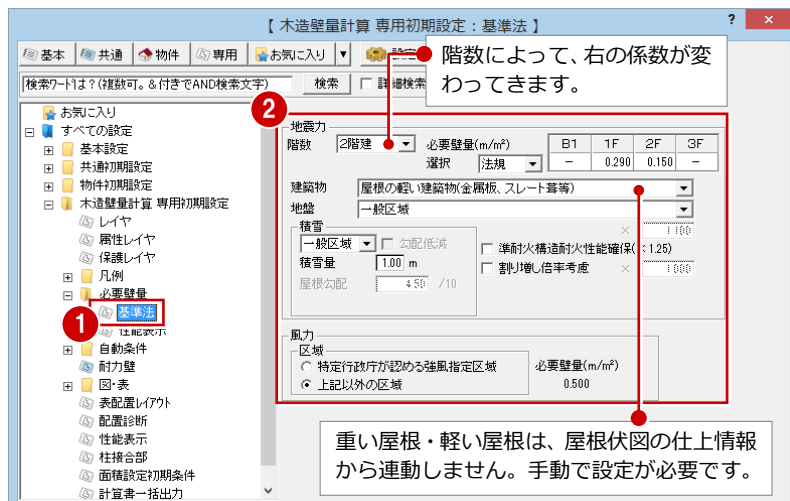 【 木造壁量計算 専用初期設定：基準法 】
? ×
基本 共通 物件 専用 お気に入り ▼
検索ワードは？(複数可。&付きでAND検索文字) 検索 詳細検索
階数によって、右の係数が変
わってきます。
お気に入り
すべての設定
基本設定
共通初期設定
物件初期設定
木造壁量計算 専用初期設定
レイヤ
属性レイヤ
保護レイヤ
凡例
必要壁量
1
基準法
性能表示
自動条件
耐力壁
図・表
表配置レイアウト
配置診断
性能表示
柱接合部
面積設定初期条件
計算書一括出力
2
地震力
階数 2階建 必要壁量(m/m²) B1 1F 2F 3F
選択 法規 － 0.290 0.150 －
建築物 屋根の軽い建築物(金属板、スレート葺等)
地盤 一般区域
積雪
一般区域 勾配低減
積雪量 1.00 m
屋根勾配 4.50 /10
× 1.00
準耐火構造耐火性能確保(×1.25)
割り増し倍率考慮 × 1.000
風力
区域
特定行政庁が認める強風指定区域
上記以外の区域
必要壁量(m/m²)
0.500
重い屋根・軽い屋根は、屋根伏図の仕上情報
から連動しません。手動で設定が必要です。